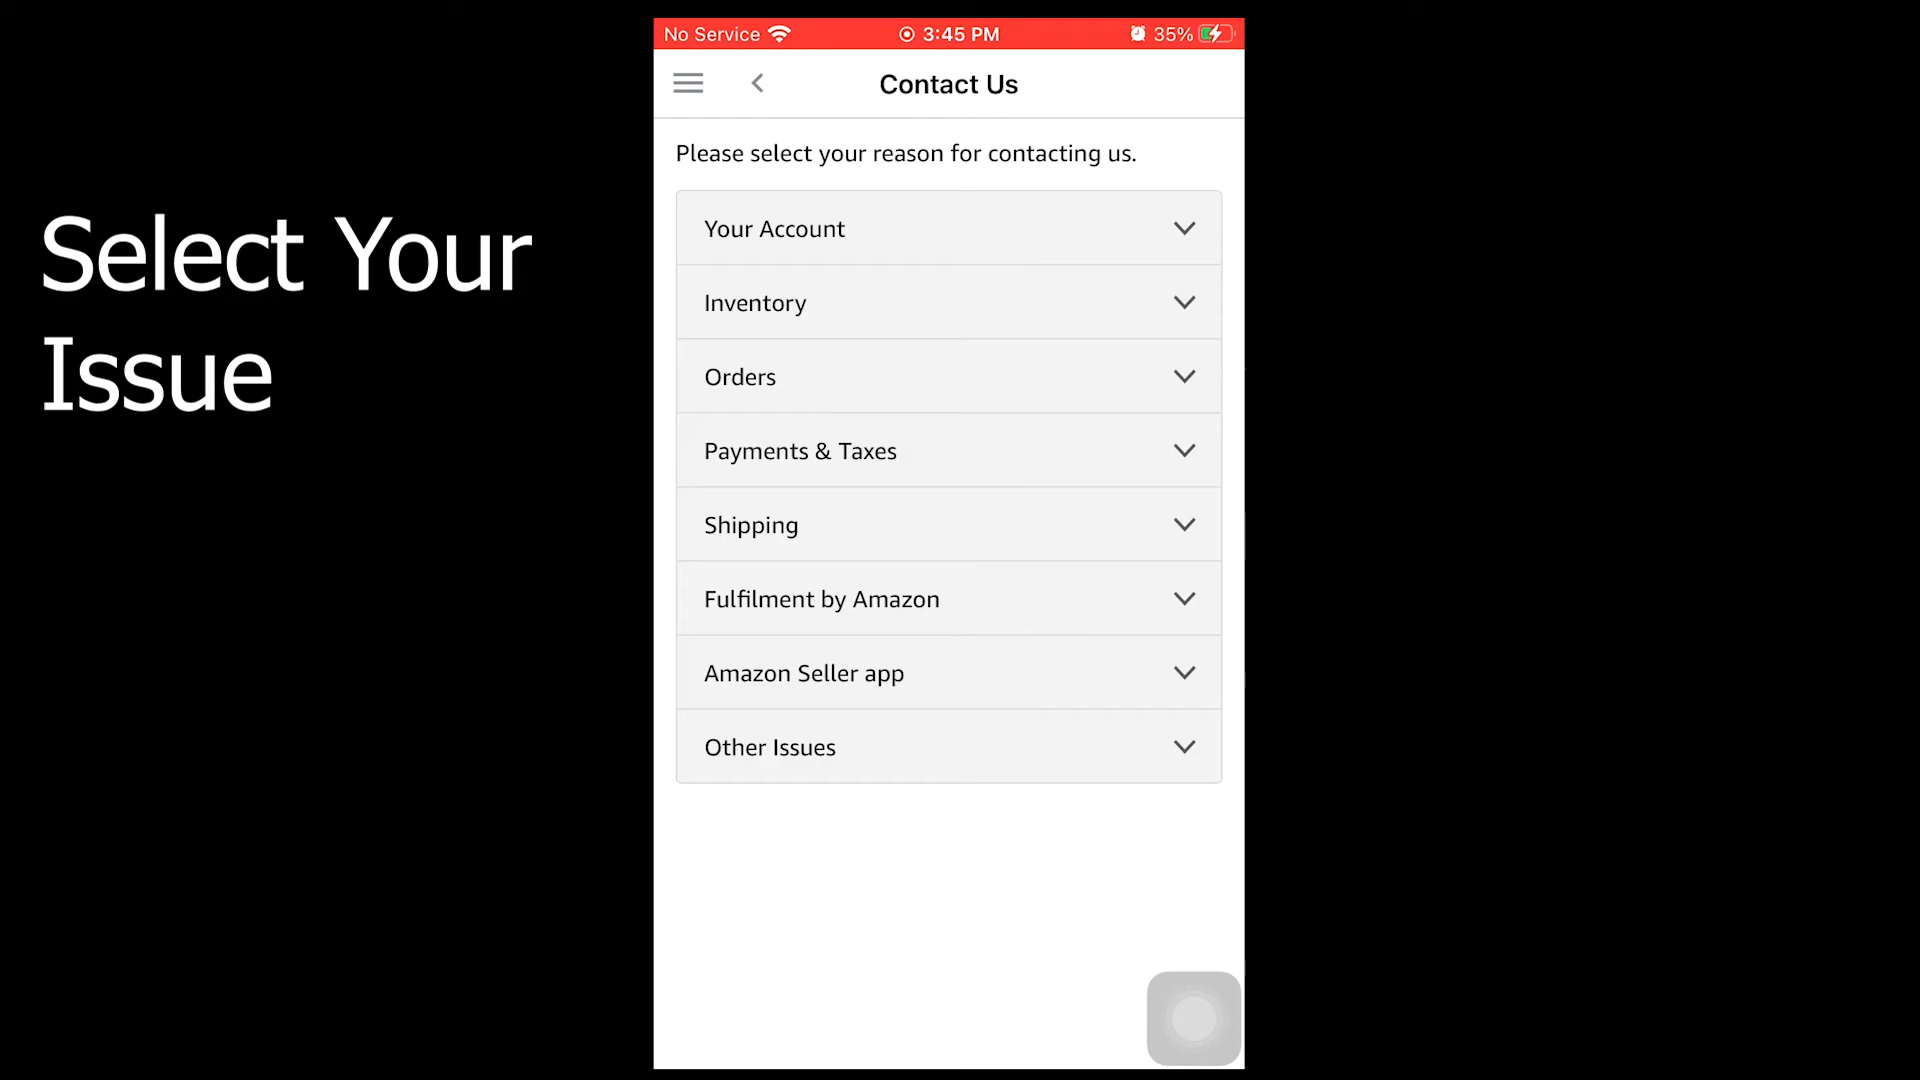 Select Your
Issue
No Service 3:45 PM 35%
Contact Us
Please select your reason for contacting us.
Your Account
Inventory
Orders
Payments & Taxes
Shipping
Fulfilment by Amazon
Amazon Seller app
Other Issues